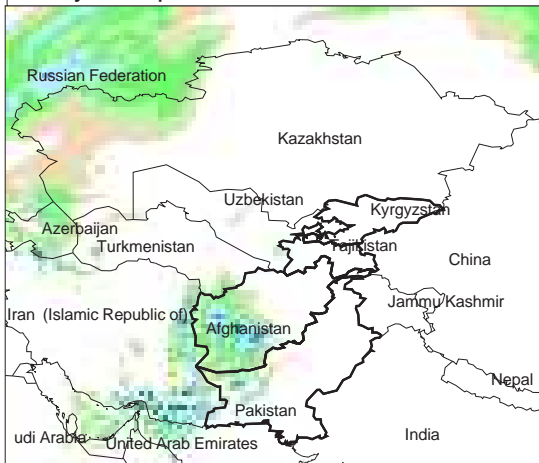 Russian Federation
Kazakhstan
Uzbekistan
Kyrgyzstan
Azerbaijan
Turkmenistan
Tajikistan
China
Jammu/Kashmir
Iran (Islamic Republic of)
Afghanistan
Nepal
Pakistan
udi Arabia
United Arab Emirates
India